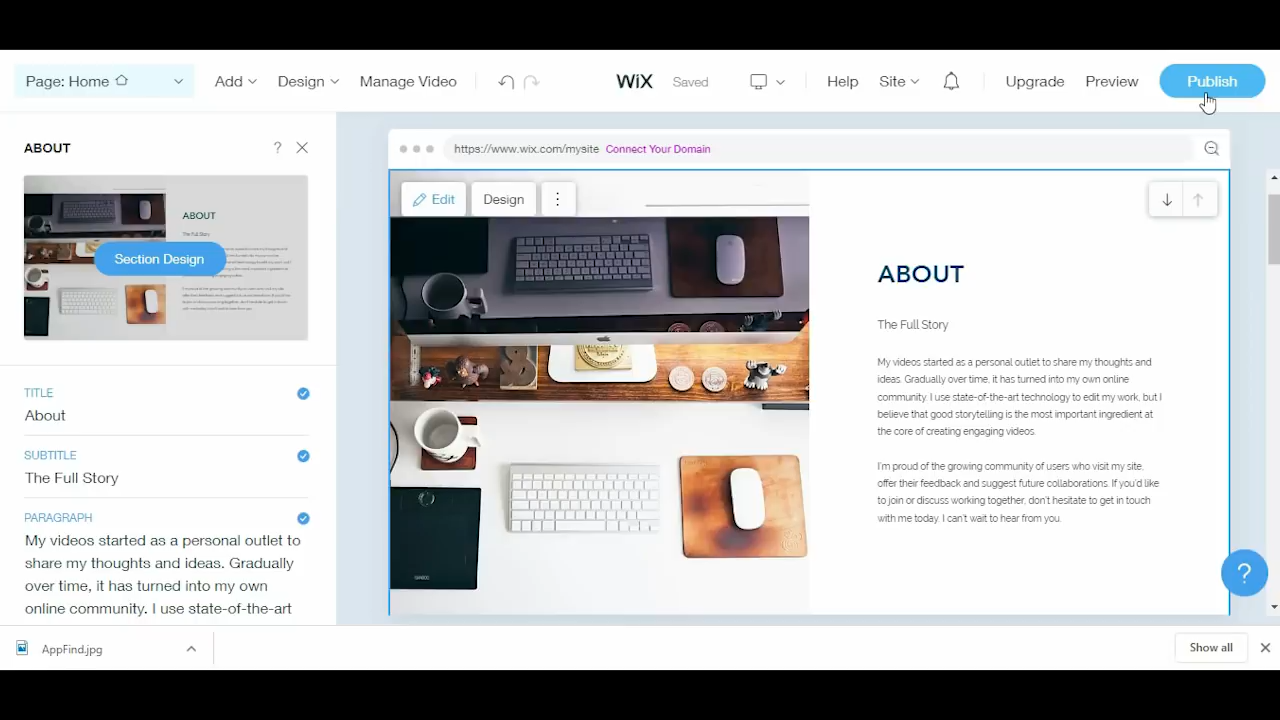 Page: Home
Add
Design
Manage Video
WiX
Saved
Help
Site
Upgrade
Preview
Publish
ABOUT
?
https://www.wix.com/mysite Connect Your Domain
Edit
Design
ABOUT
The Full Story
Section Design
ABOUT
The Full Story
My videos started as a personal outlet to share my thoughts and
ideas. Gradually over time, it has turned into my own online
community. I use state-of-the-art technology to edit my work, but I
believe that good storytelling is the most important ingredient at
the core of creating engaging videos.
I'm proud of the growing community of users who visit my site,
offer their feedback and suggest future collaborations. If you'd like
to join or discuss working together, don't hesitate to get in touch
with me today. I can't wait to hear from you.
TITLE
About
SUBTITLE
The Full Story
PARAGRAPH
My videos started as a personal outlet to
share my thoughts and ideas. Gradually
over time, it has turned into my own
online community. I use state-of-the-art
?
AppFind.jpg
Show all